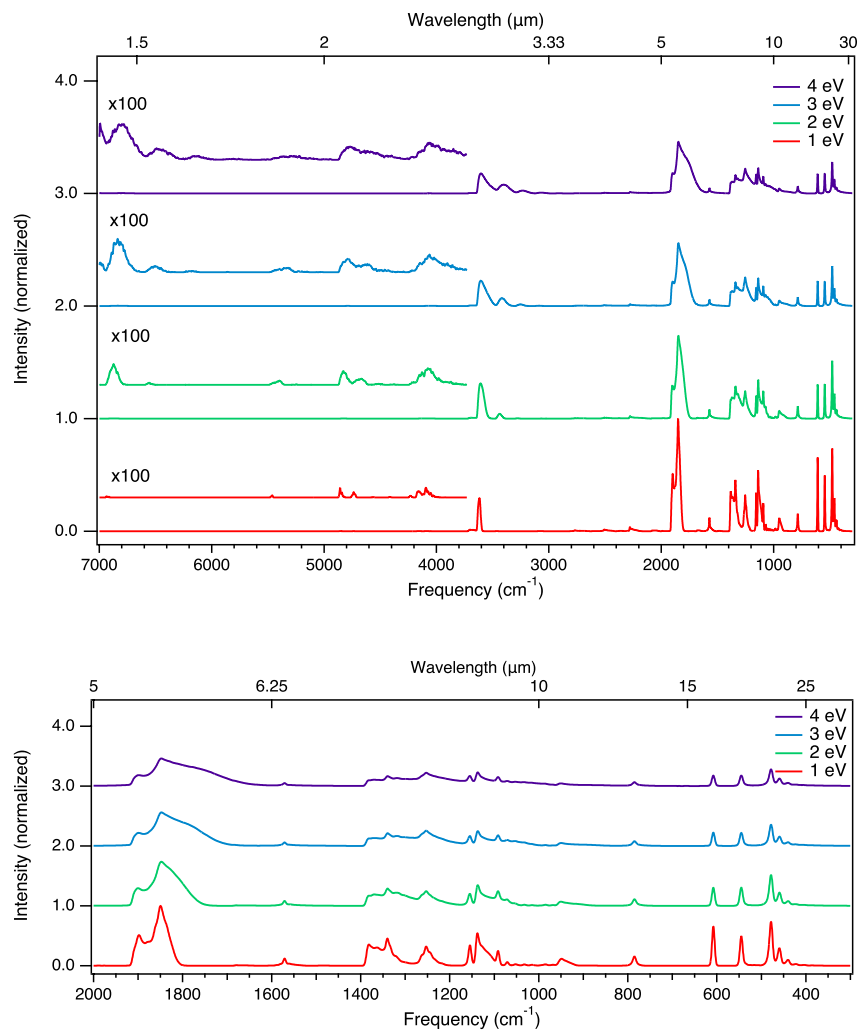 Wavelength (μm)
1.5 2 3.33 5 10 30
4.0
x100
4 eV
3 eV
2 eV
1 eV
3.0
x100
2.0
x100
1.0
x100
0.0
Intensity (normalized)
7000 6000 5000 4000 3000 2000 1000
Frequency (cm⁻¹)
Wavelength (μm)
5 6.25 10 15 25
4.0
4 eV
3 eV
2 eV
1 eV
3.0
2.0
1.0
0.0
Intensity (normalized)
2000 1800 1600 1400 1200 1000 800 600 400
Frequency (cm⁻¹)